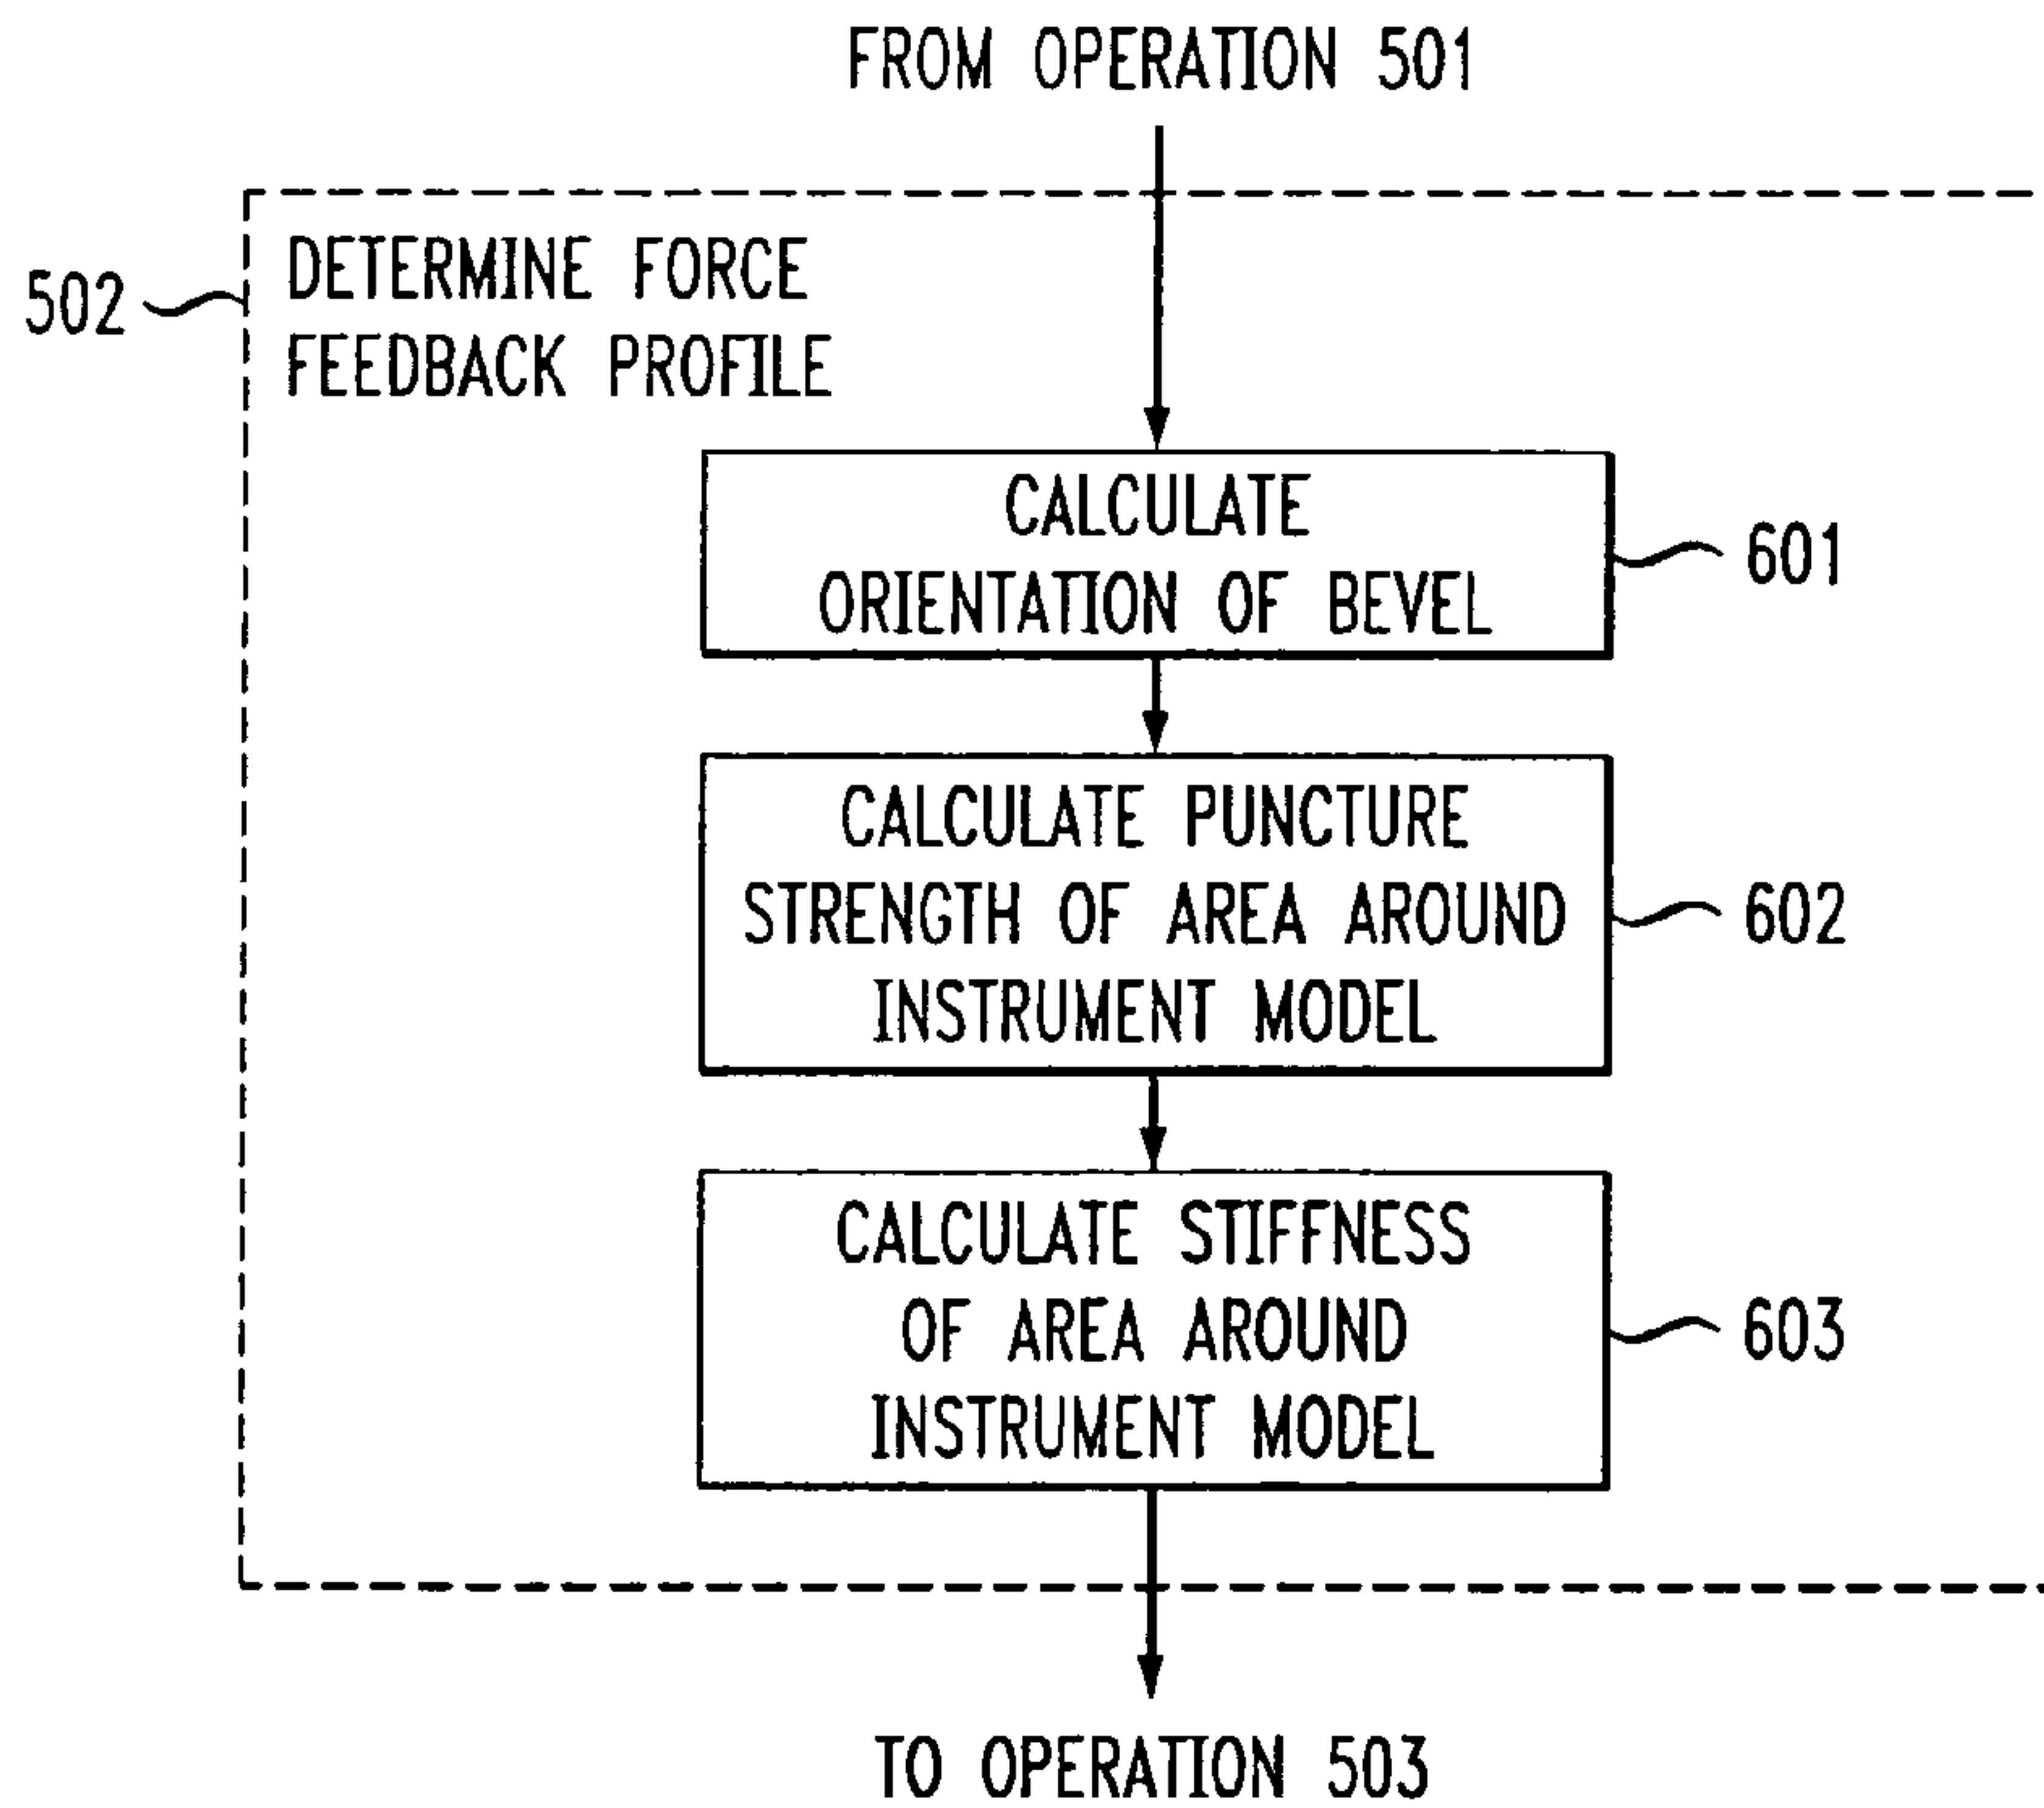 FROM OPERATION 501
DETERMINE FORCE
FEEDBACK PROFILE
502
CALCULATE
ORIENTATION OF BEVEL
601
CALCULATE PUNCTURE
STRENGTH OF AREA AROUND
INSTRUMENT MODEL
602
CALCULATE STIFFNESS
OF AREA AROUND
INSTRUMENT MODEL
603
TO OPERATION 503